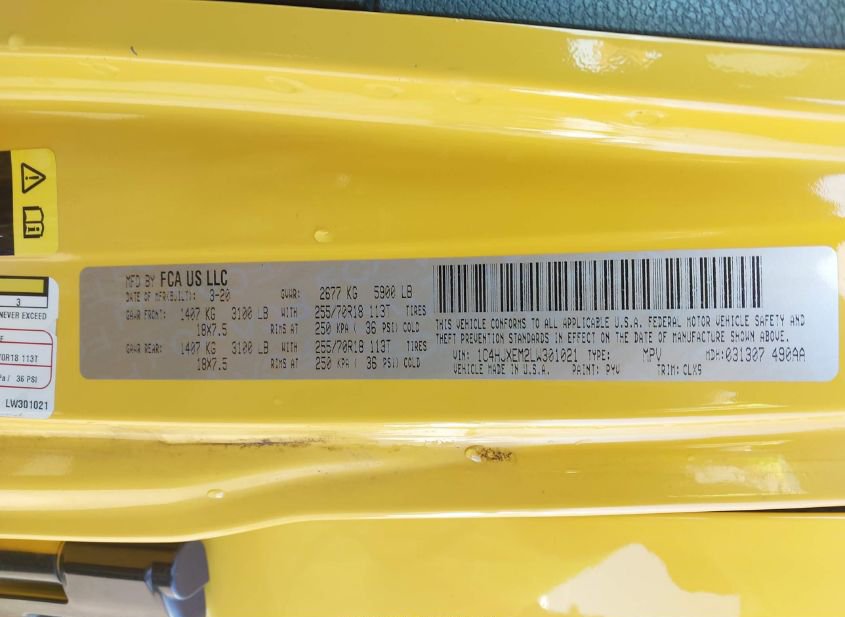 3
NEVER EXCEED
70R18 113T
Pa / 36 PSI
LW301021
MFD BY FCA US LLC
DATE OF MFR(BUILT): 3-20 GVWR: 2677 KG 5900 LB
GAWR FRONT: 1407 KG 3100 LB WITH 255/70R18 113T TIRES
18X7.5 RIMS AT 250 KPA ( 36 PSI) COLD
GAWR REAR: 1407 KG 3100 LB WITH 255/70R18 113T TIRES
18X7.5 RIMS AT 250 KPA ( 36 PSI) COLD
THIS VEHICLE CONFORMS TO ALL APPLICABLE U.S.A. FEDERAL MOTOR VEHICLE SAFETY AND
THEFT PREVENTION STANDARDS IN EFFECT ON THE DATE OF MANUFACTURE SHOWN ABOVE.
VIN: 1C4HJXEM2LW301021 TYPE: MPV MDH: 031307 490AA
VEHICLE MADE IN U.S.A. PAINT: PYV TRIM: CLX9